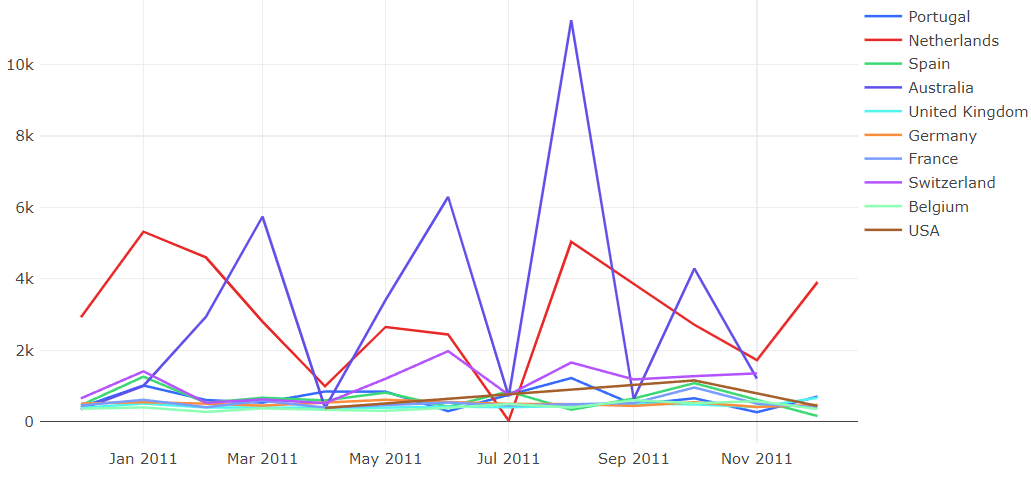 10k
8k
6k
4k
2k
0
Jan 2011
Mar 2011
May 2011
Jul 2011
Sep 2011
Nov 2011
Portugal
Netherlands
Spain
Australia
United Kingdom
Germany
France
Switzerland
Belgium
USA